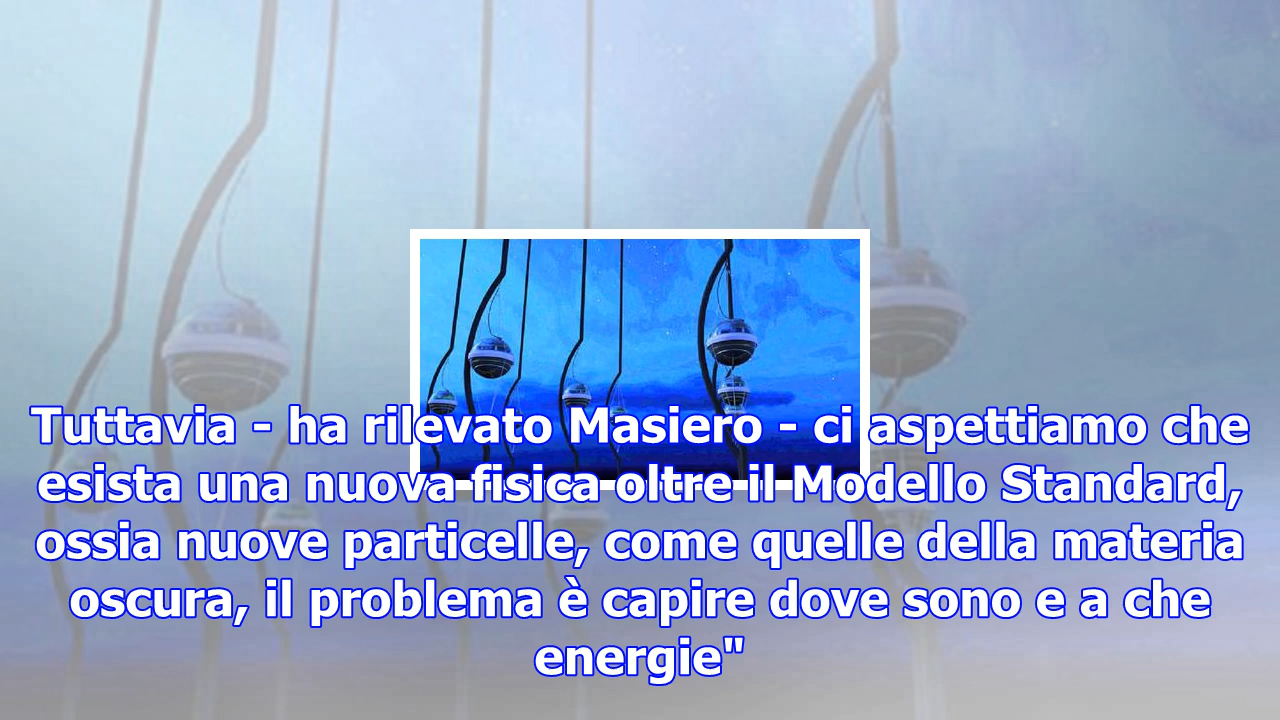 Tuttavia - ha rilevato Masiero - ci aspettiamo che
esista una nuova fisica oltre il Modello Standard,
ossia nuove particelle, come quelle della materia
oscura, il problema è capire dove sono e a che
energie"